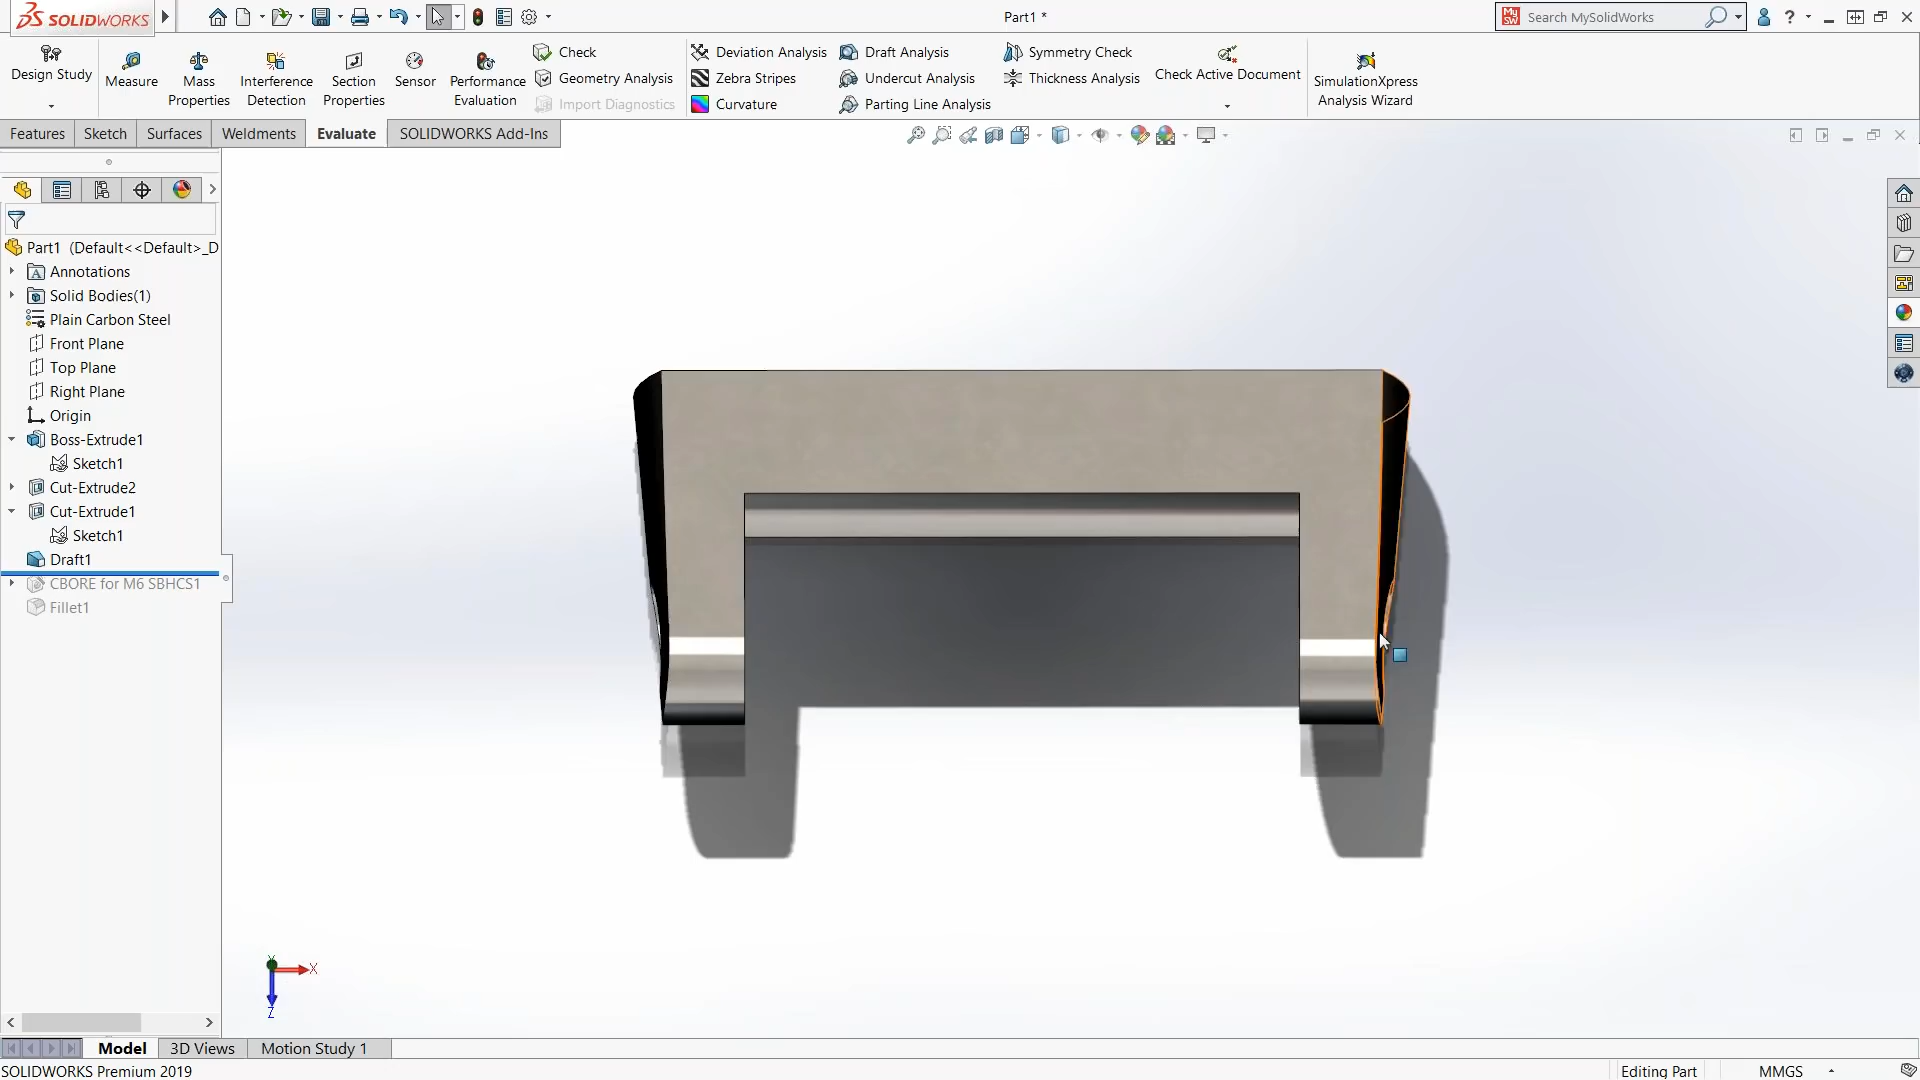 SOLIDWORKS
Part1 *
Search MySolidWorks
Design Study
Measure
Mass Properties
Interference Detection
Section Properties
Sensor
Performance Evaluation
Check
Geometry Analysis
Import Diagnostics
Deviation Analysis
Zebra Stripes
Curvature
Draft Analysis
Undercut Analysis
Parting Line Analysis
Symmetry Check
Thickness Analysis
Check Active Document
SimulationXpress Analysis Wizard
Features
Sketch
Surfaces
Weldments
Evaluate
SOLIDWORKS Add-Ins
Part1 (Default<<Default>_D
Annotations
Solid Bodies(1)
Plain Carbon Steel
Front Plane
Top Plane
Right Plane
Origin
Boss-Extrude1
Sketch1
Cut-Extrude2
Cut-Extrude1
Sketch1
Draft1
CBORE for M6 SBHCS1
Fillet1
Y
X
Z
Model
3D Views
Motion Study 1
SOLIDWORKS Premium 2019
Editing Part
MMGS